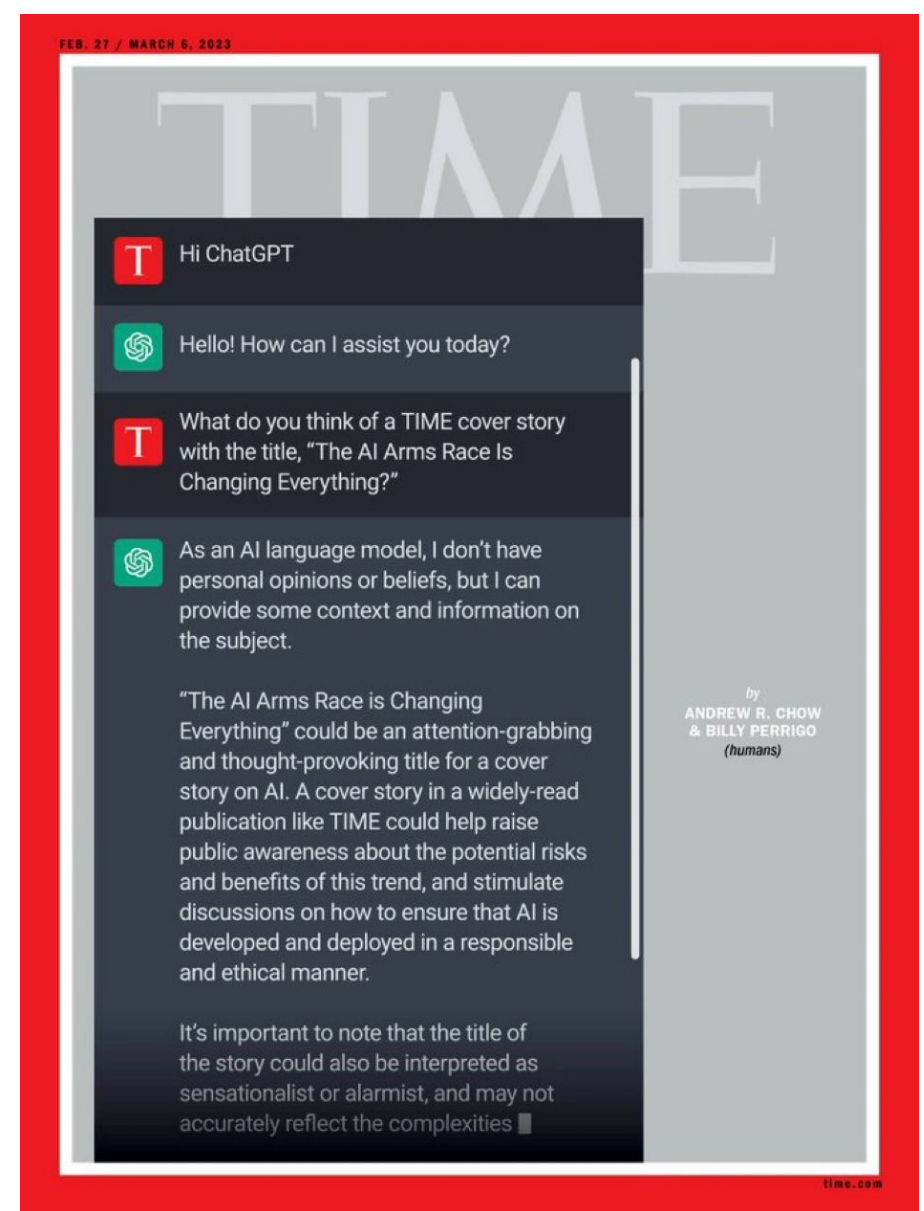 FEB. 27 / MARCH 6, 2023
TIME
T
Hi ChatGPT
Hello! How can I assist you today?
T
What do you think of a TIME cover story
with the title, “The AI Arms Race Is
Changing Everything?”
As an AI language model, I don’t have
personal opinions or beliefs, but I can
provide some context and information on
the subject.
“The AI Arms Race is Changing
Everything” could be an attention-grabbing
and thought-provoking title for a cover
story on AI. A cover story in a widely-read
publication like TIME could help raise
public awareness about the potential risks
and benefits of this trend, and stimulate
discussions on how to ensure that AI is
developed and deployed in a responsible
and ethical manner.
It’s important to note that the title of
the story could also be interpreted as
sensationalist or alarmist, and may not
accurately reflect the complexities
by
ANDREW R. CHOW
& BILLY PERRIGO
(humans)
time.com